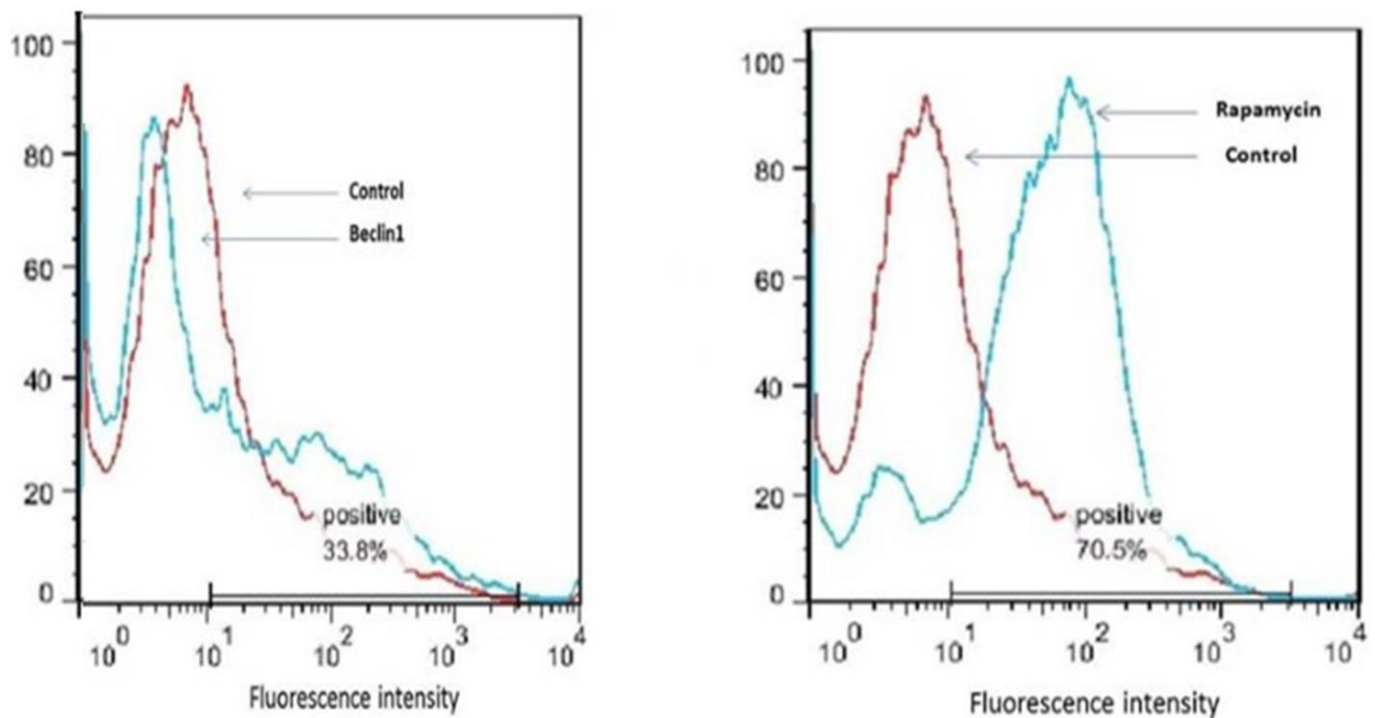 100
80
60
40
20
0
Control
Beclin1
positive
33.8%
10^0 10^1 10^2 10^3 10^4
Fluorescence intensity
100
80
60
40
20
0
Rapamycin
Control
positive
70.5%
10^0 10^1 10^2 10^3 10^4
Fluorescence intensity